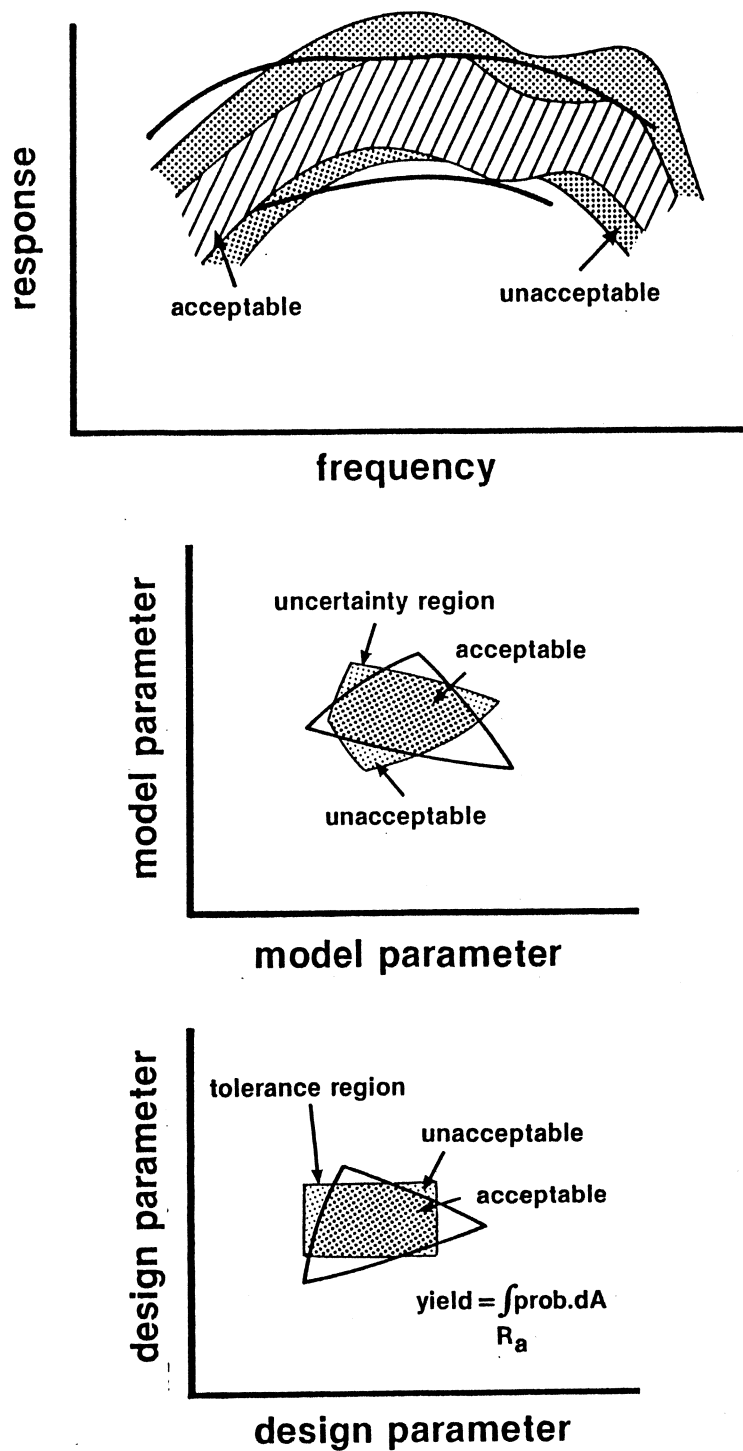 response
acceptable
unacceptable
frequency
model parameter
uncertainty region
acceptable
unacceptable
model parameter
design parameter
tolerance region
unacceptable
acceptable
yield = ∫prob.dA
Ra
design parameter